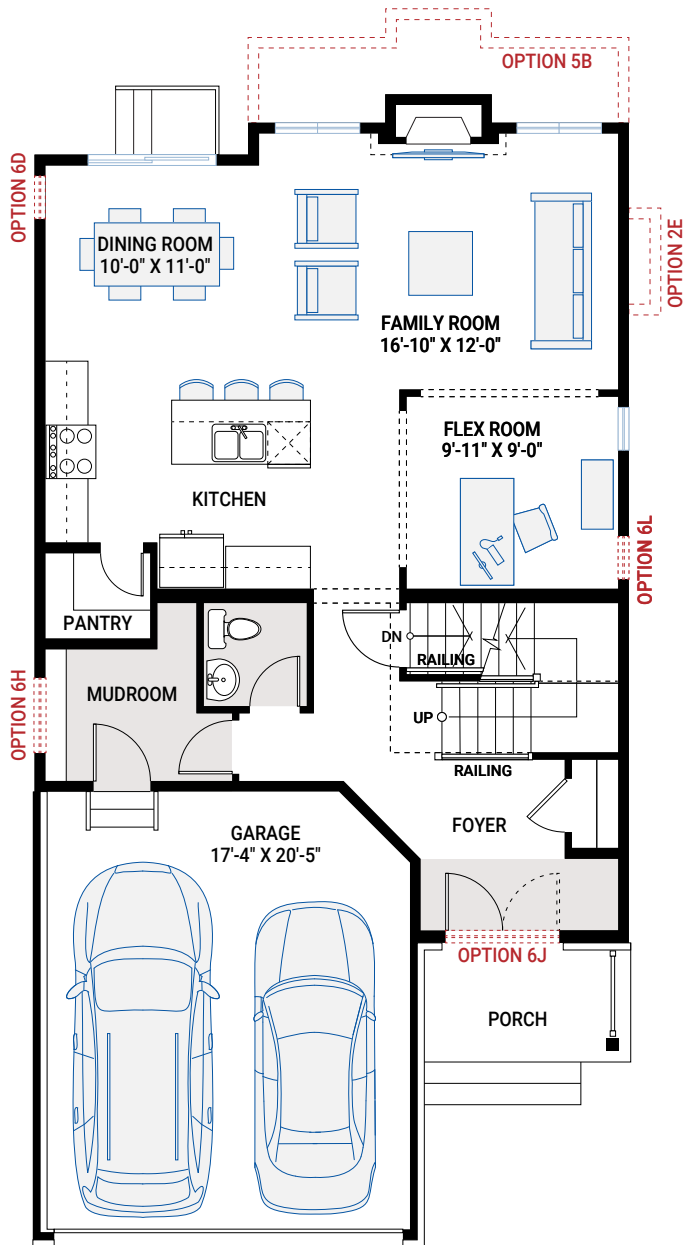 OPTION 5B
OPTION 6D
OPTION 2E
DINING ROOM
10'-0" X 11'-0"
FAMILY ROOM
16'-10" X 12'-0"
FLEX ROOM
9'-11" X 9'-0"
KITCHEN
OPTION 6L
PANTRY
DN
RAILING
MUDROOM
OPTION 6H
UP
RAILING
FOYER
GARAGE
17'-4" X 20'-5"
OPTION 6J
PORCH